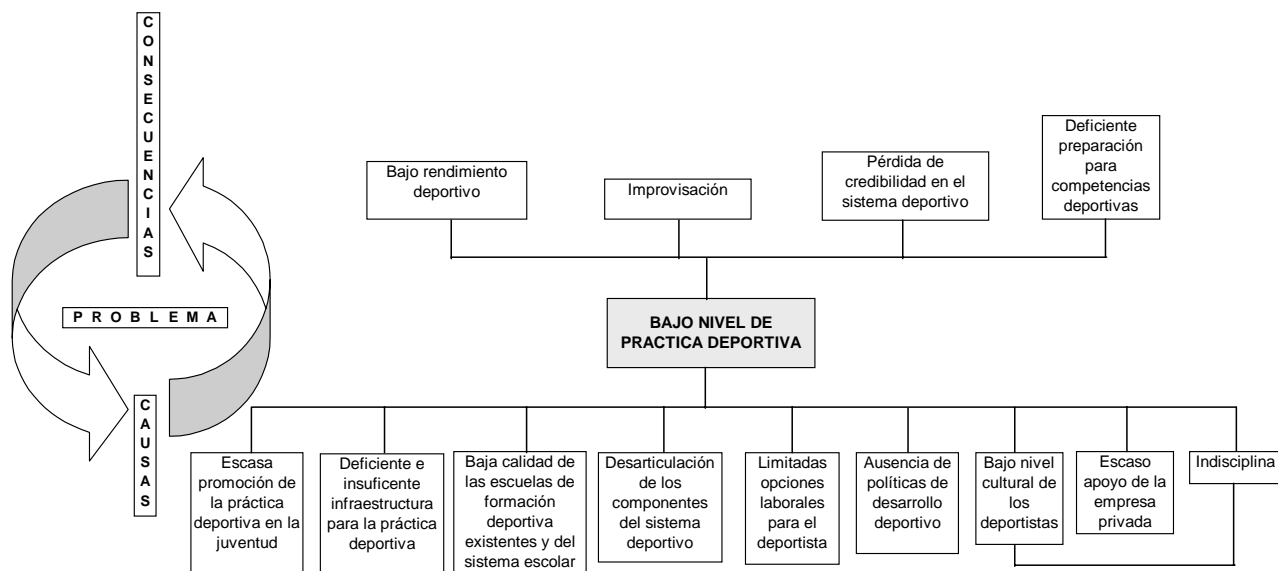 CONSECUENCIAS
Deficiente
preparación
para
competencias
deportivas
Bajo rendimiento
deportivo
Improvisación
Pérdida de
credibilidad en el
sistema deportivo
P R O B L E M A
BAJO NIVEL DE
PRACTICA DEPORTIVA
CAUSAS
Escasa
promoción de
la práctica
deportiva en la
juventud
Deficiente e
insuficente
infraestructura
para la práctica
deportiva
Baja calidad de
las escuelas de
formación
deportiva
existentes y del
sistema escolar
Desarticulación
de los
componentes
del sistema
deportivo
Limitadas
opciones
laborales
para el
deportista
Ausencia de
políticas de
desarrollo
deportivo
Bajo nivel
cultural de
los
deportistas
Escaso
apoyo de la
empresa
privada
Indisciplina